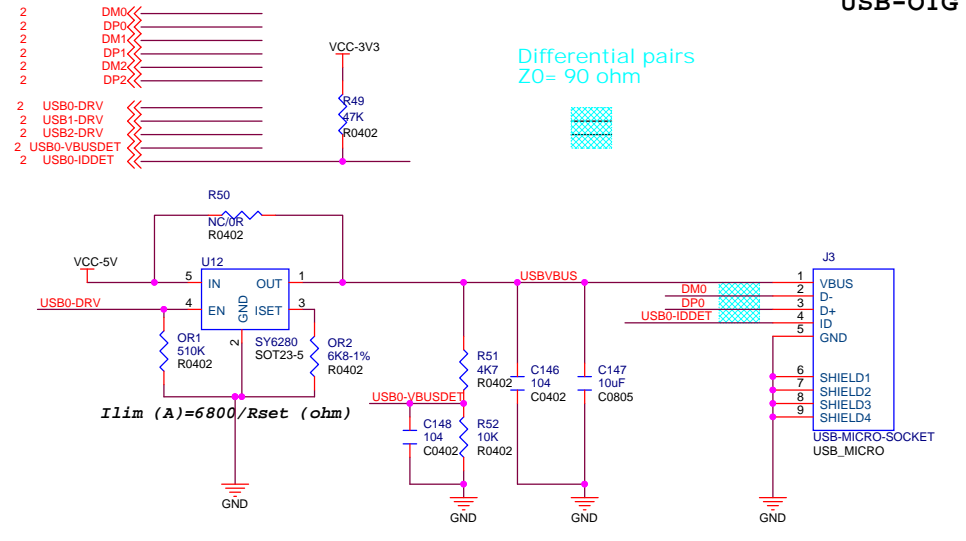 USB-OTG
2 DM0
2 DP0
2 DM1
2 DP1
2 DM2
2 DP2
2 USB0-DRV
2 USB1-DRV
2 USB2-DRV
2 USB0-VBUSDET
2 USB0-IDDET
VCC-3V3
R49
47K
R0402
Differential pairs
Z0= 90 ohm
R50
NC/0R
R0402
VCC-5V
U12
5 IN
OUT 1
USB0-DRV
4 EN
GND
2
ISET 3
SY6280
SOT23-5
OR1
510K
R0402
OR2
6K8-1%
R0402
Ilim (A)=6800/Rset (ohm)
GND
USBVBUS
R51
4K7
R0402
USB0-VBUSDET
C148
104
C0402
R52
10K
R0402
GND
C146
104
C0402
C147
10uF
C0805
GND
J3
1 VBUS
DM0 2 D-
DP0 3 D+
USB0-IDDET 4 ID
5 GND
6 SHIELD1
7 SHIELD2
8 SHIELD3
9 SHIELD4
USB-MICRO-SOCKET
USB_MICRO
GND